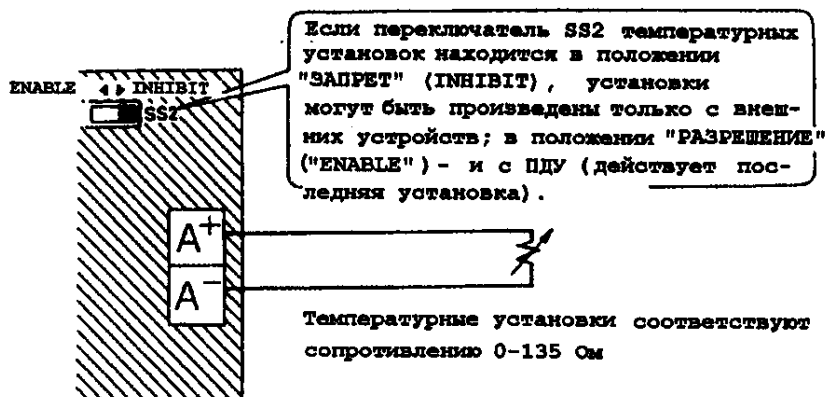 Если переключатель SS2 температурных
установок находится в положении
"ЗАПРЕТ" (INHIBIT), установки
могут быть произведены только с внеш-
них устройств; в положении "РАЗРЕШЕНИЕ"
("ENABLE") - и с ПДУ (действует пос-
ледняя установка).
ENABLE ◂ ▸ INHIBIT
SS2
A+
A−
Температурные установки соответствуют
сопротивлению 0-135 Ом